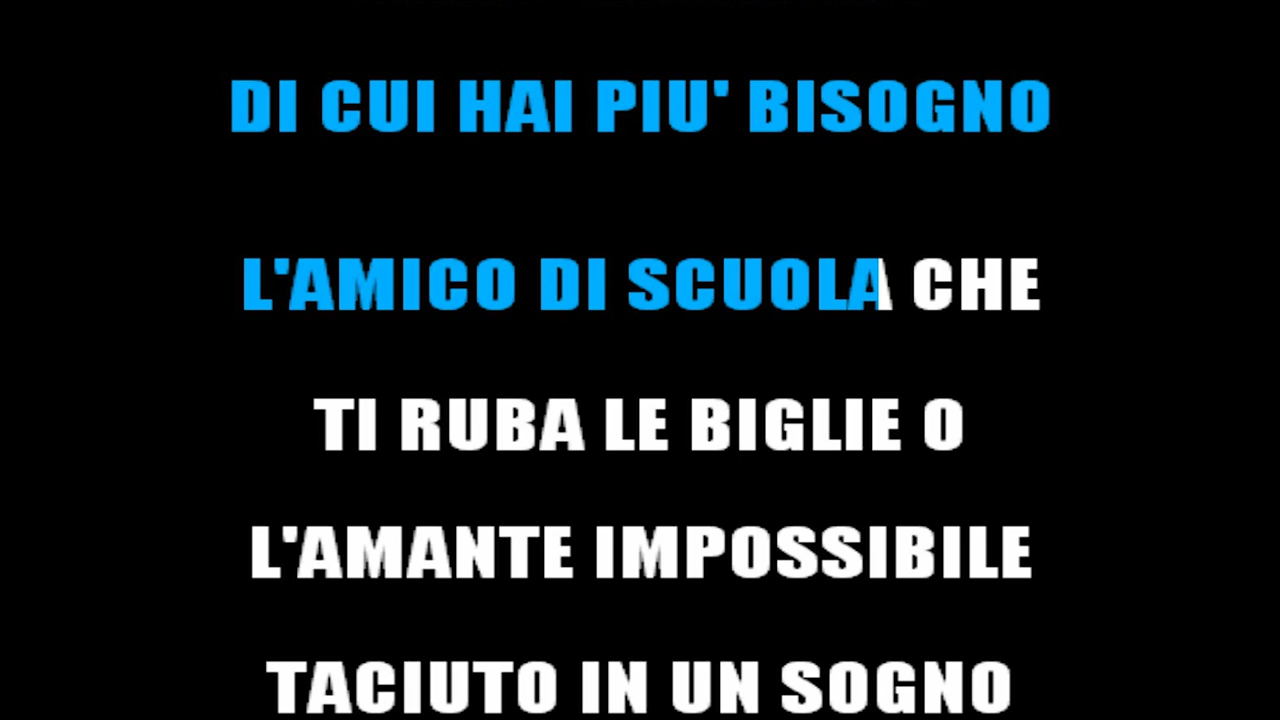 DI CUI HAI PIU' BISOGNO
L'AMICO DI SCUOLA CHE
TI RUBA LE BIGLIE O
L'AMANTE IMPOSSIBILE
TACIUTO IN UN SOGNO